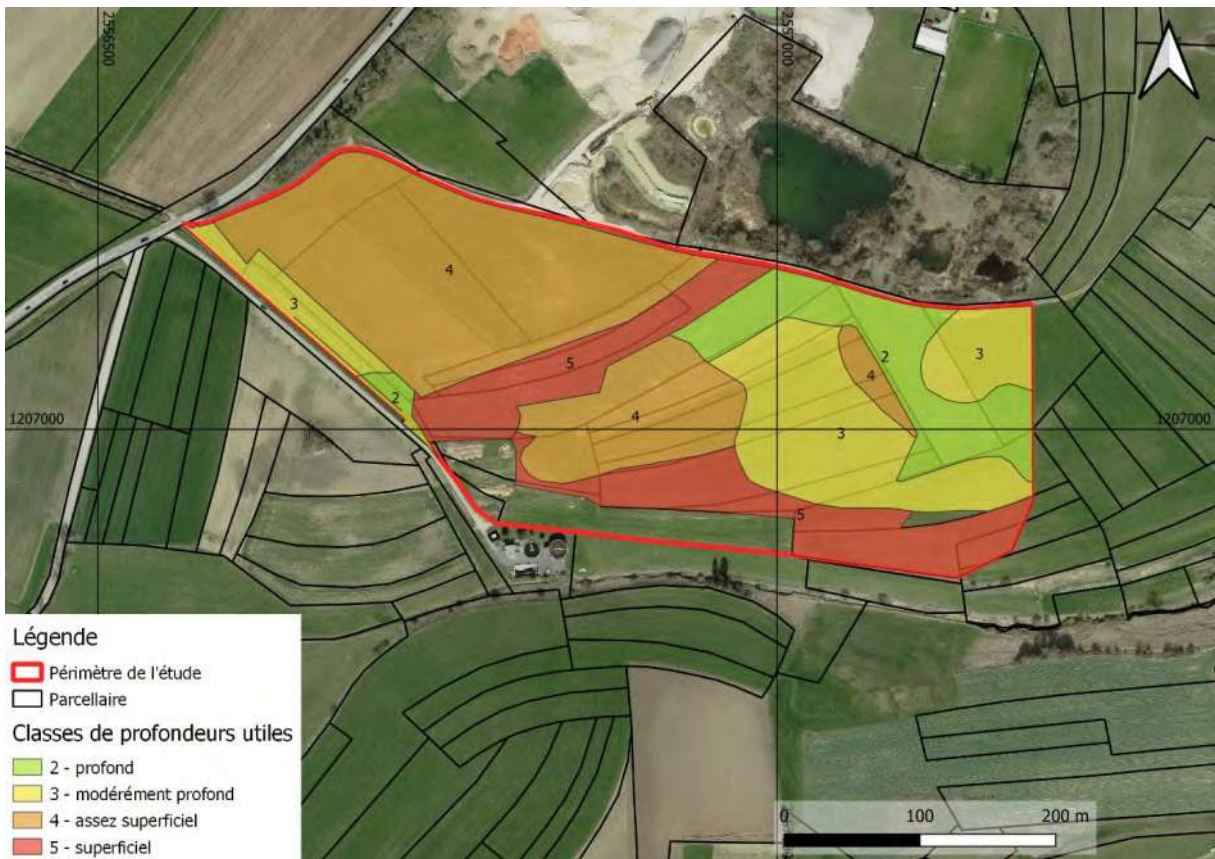 2556500
2557000
4
3
5
2
3
4
2
1207000
4
3
1207000
5
Légende
Périmètre de l'étude
Parcellaire
Classes de profondeurs utiles
2 - profond
3 - modérément profond
4 - assez superficiel
5 - superficiel
0 100 200 m